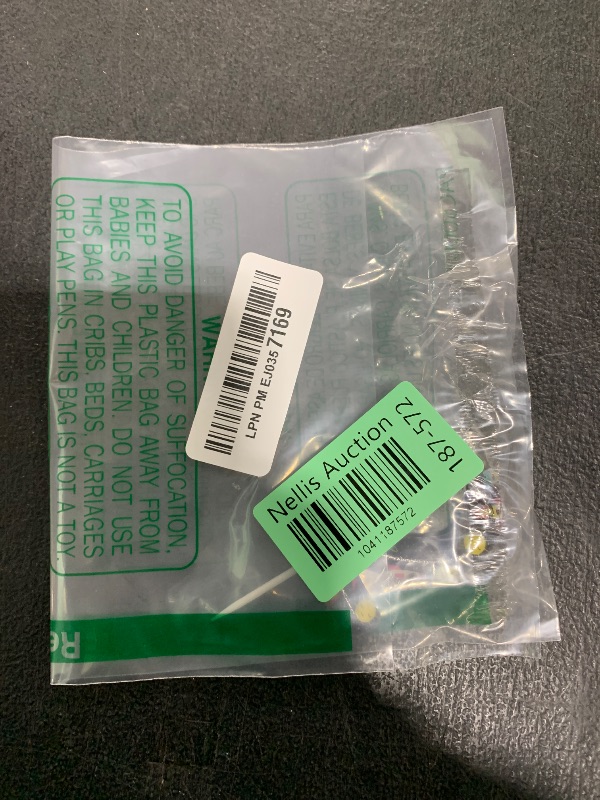 TO AVOID DANGER OF SUFFOCATION,
KEEP THIS PLASTIC BAG AWAY FROM
BABIES AND CHILDREN. DO NOT USE
THIS BAG IN CRIBS, BEDS, CARRIAGES
OR PLAY PENS. THIS BAG IS NOT A TOY.
LPN PM EJ0357169
Nellis Auction
187-572
1041187572
Re